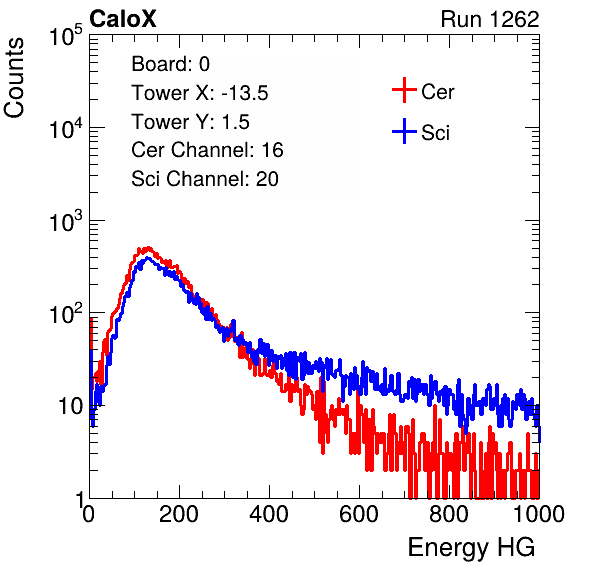 CaloX Run 1262
Counts
10^5
10^4
10^3
10^2
10
1
Board: 0
Tower X: -13.5
Tower Y: 1.5
Cer Channel: 16
Sci Channel: 20
Cer
Sci
0 200 400 600 800 1000
Energy HG